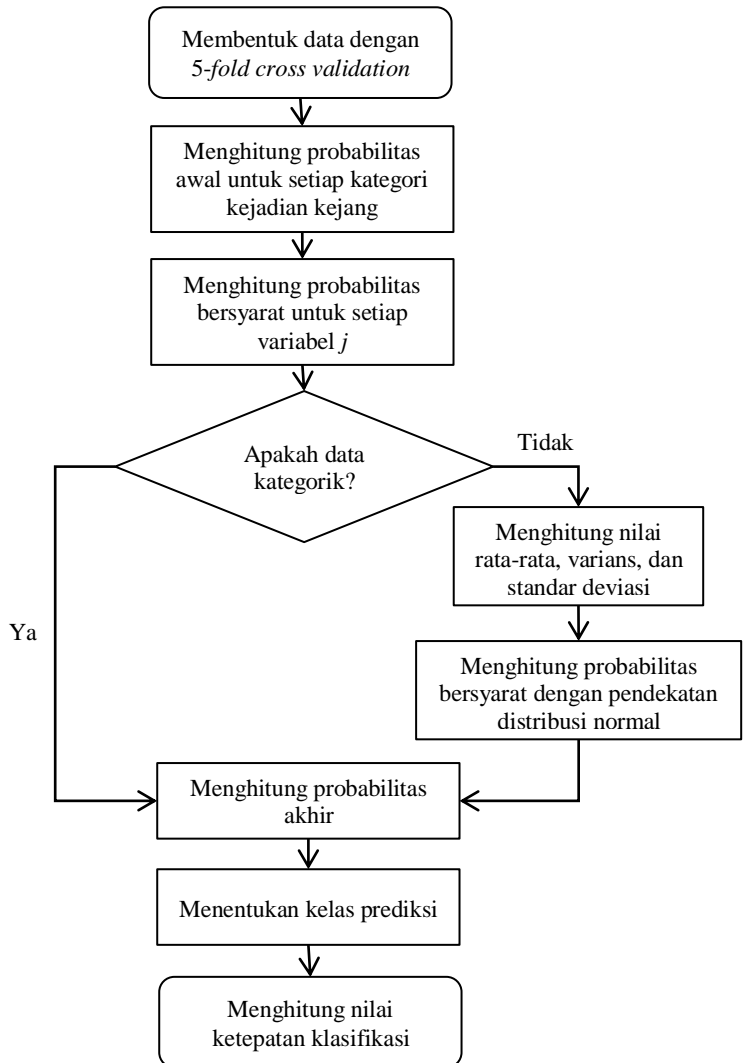 Membentuk data dengan
5-fold cross validation
Menghitung probabilitas
awal untuk setiap kategori
kejadian kejang
Menghitung probabilitas
bersyarat untuk setiap
variabel j
Apakah data
kategorik?
Tidak
Menghitung nilai
rata-rata, varians, dan
standar deviasi
Ya
Menghitung probabilitas
bersyarat dengan pendekatan
distribusi normal
Menghitung probabilitas
akhir
Menentukan kelas prediksi
Menghitung nilai
ketepatan klasifikasi